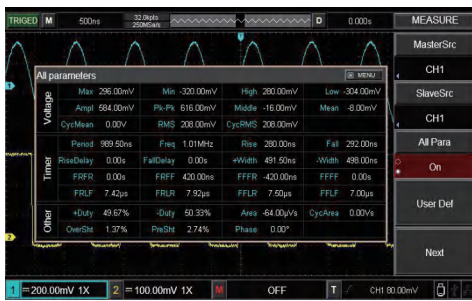 TRIGED M 500ns 32.0kpts 250MSa/s D 0.000s MEASURE
MasterSrc
CH1
SlaveSrc
CH1
All Para
On
User Def
Next
All parameters MENU
Voltage
Max 296.00mV Min -320.00mV High 280.00mV Low -304.00mV
Ampl 584.00mV Pk-Pk 616.00mV Middle -16.00mV Mean -8.00mV
CycMean 0.00V RMS 208.00mV CycRMS 208.00mV
Timer
Period 989.50ns Freq 1.01MHz Rise 280.00ns Fall 292.00ns
RiseDelay 0.00s FallDelay 0.00s +Width 491.50ns -Width 498.00ns
FRFR 0.00s FRFF 420.00ns FFFR -420.00ns FFFF 0.00s
FRLF 7.42µs FRLR 7.92µs FFLR 7.50µs FFLF 7.00µs
Other
+Duty 49.67% -Duty 50.33% Area -64.00µVs CycArea 0.00Vs
OverSht 1.37% PreSht 2.74% Phase 0.00°
1
2
1 200.00mV 1X 2 100.00mV 1X M OFF T CH1 80.00mV